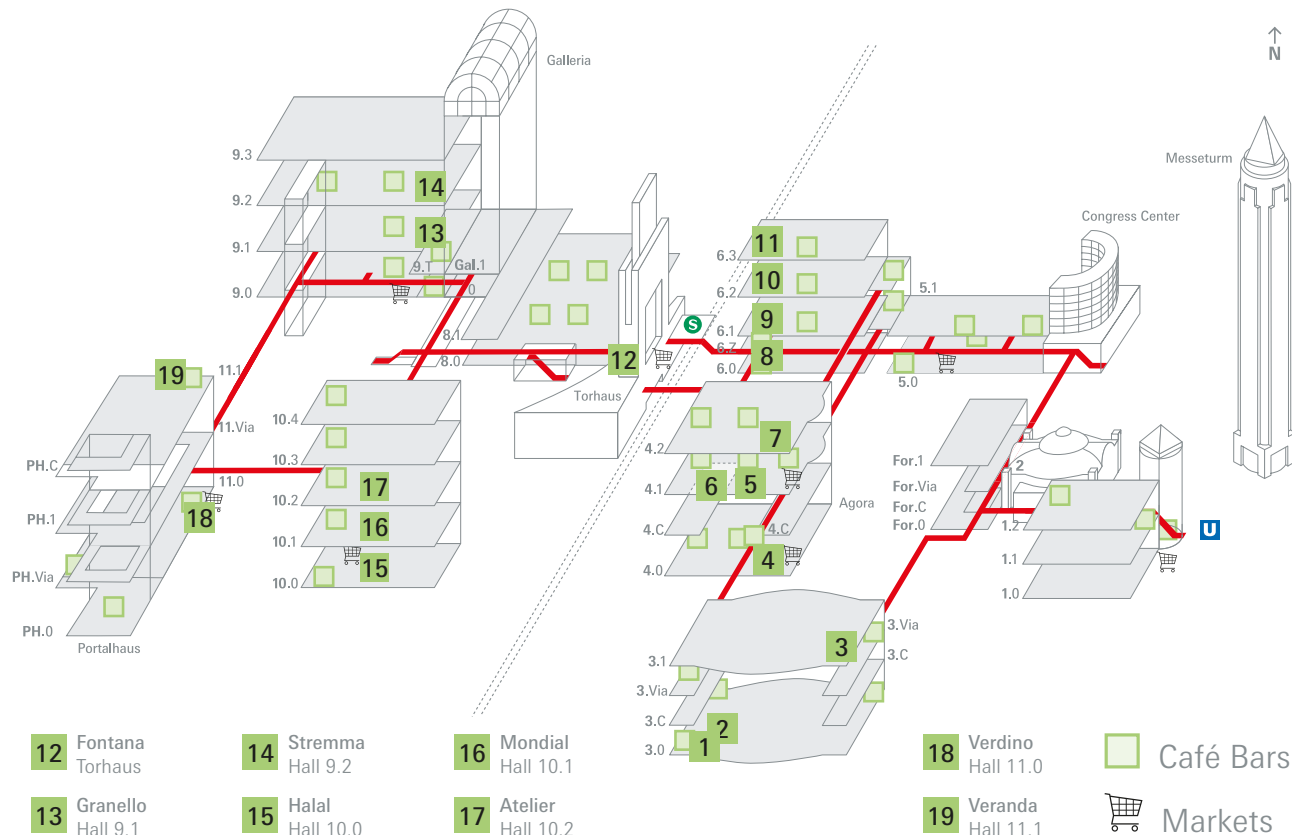 Galleria
N
Messeturm
Congress Center
9.3
9.2
14
9.1
13
9.0
9.1
Gal.1
0
11
6.3
10
6.2
5.1
9
6.1
S
8.1
6.Z
8
8.0
12
6.0
5.0
4
Torhaus
19
11.1
10.4
11.Via
7
4.2
For.1
PH.C
10.3
11.0
2
17
10.2
6
5
4.1
For.Via
Agora
18
PH.1
16
10.1
4.C
4.C
For.C
For.0
1.2
U
15
4
PH.Via
10.0
4.0
1.1
1.0
PH.0
Portalhaus
3.Via
3
3.C
3.1
3.Via
3.C
2
1
3.0
12 Fontana
Torhaus
14 Stremma
Hall 9.2
16 Mondial
Hall 10.1
18 Verdino
Hall 11.0
Café Bars
13 Granello
Hall 9.1
15 Halal
Hall 10.0
17 Atelier
Hall 10.2
19 Veranda
Hall 11.1
Markets